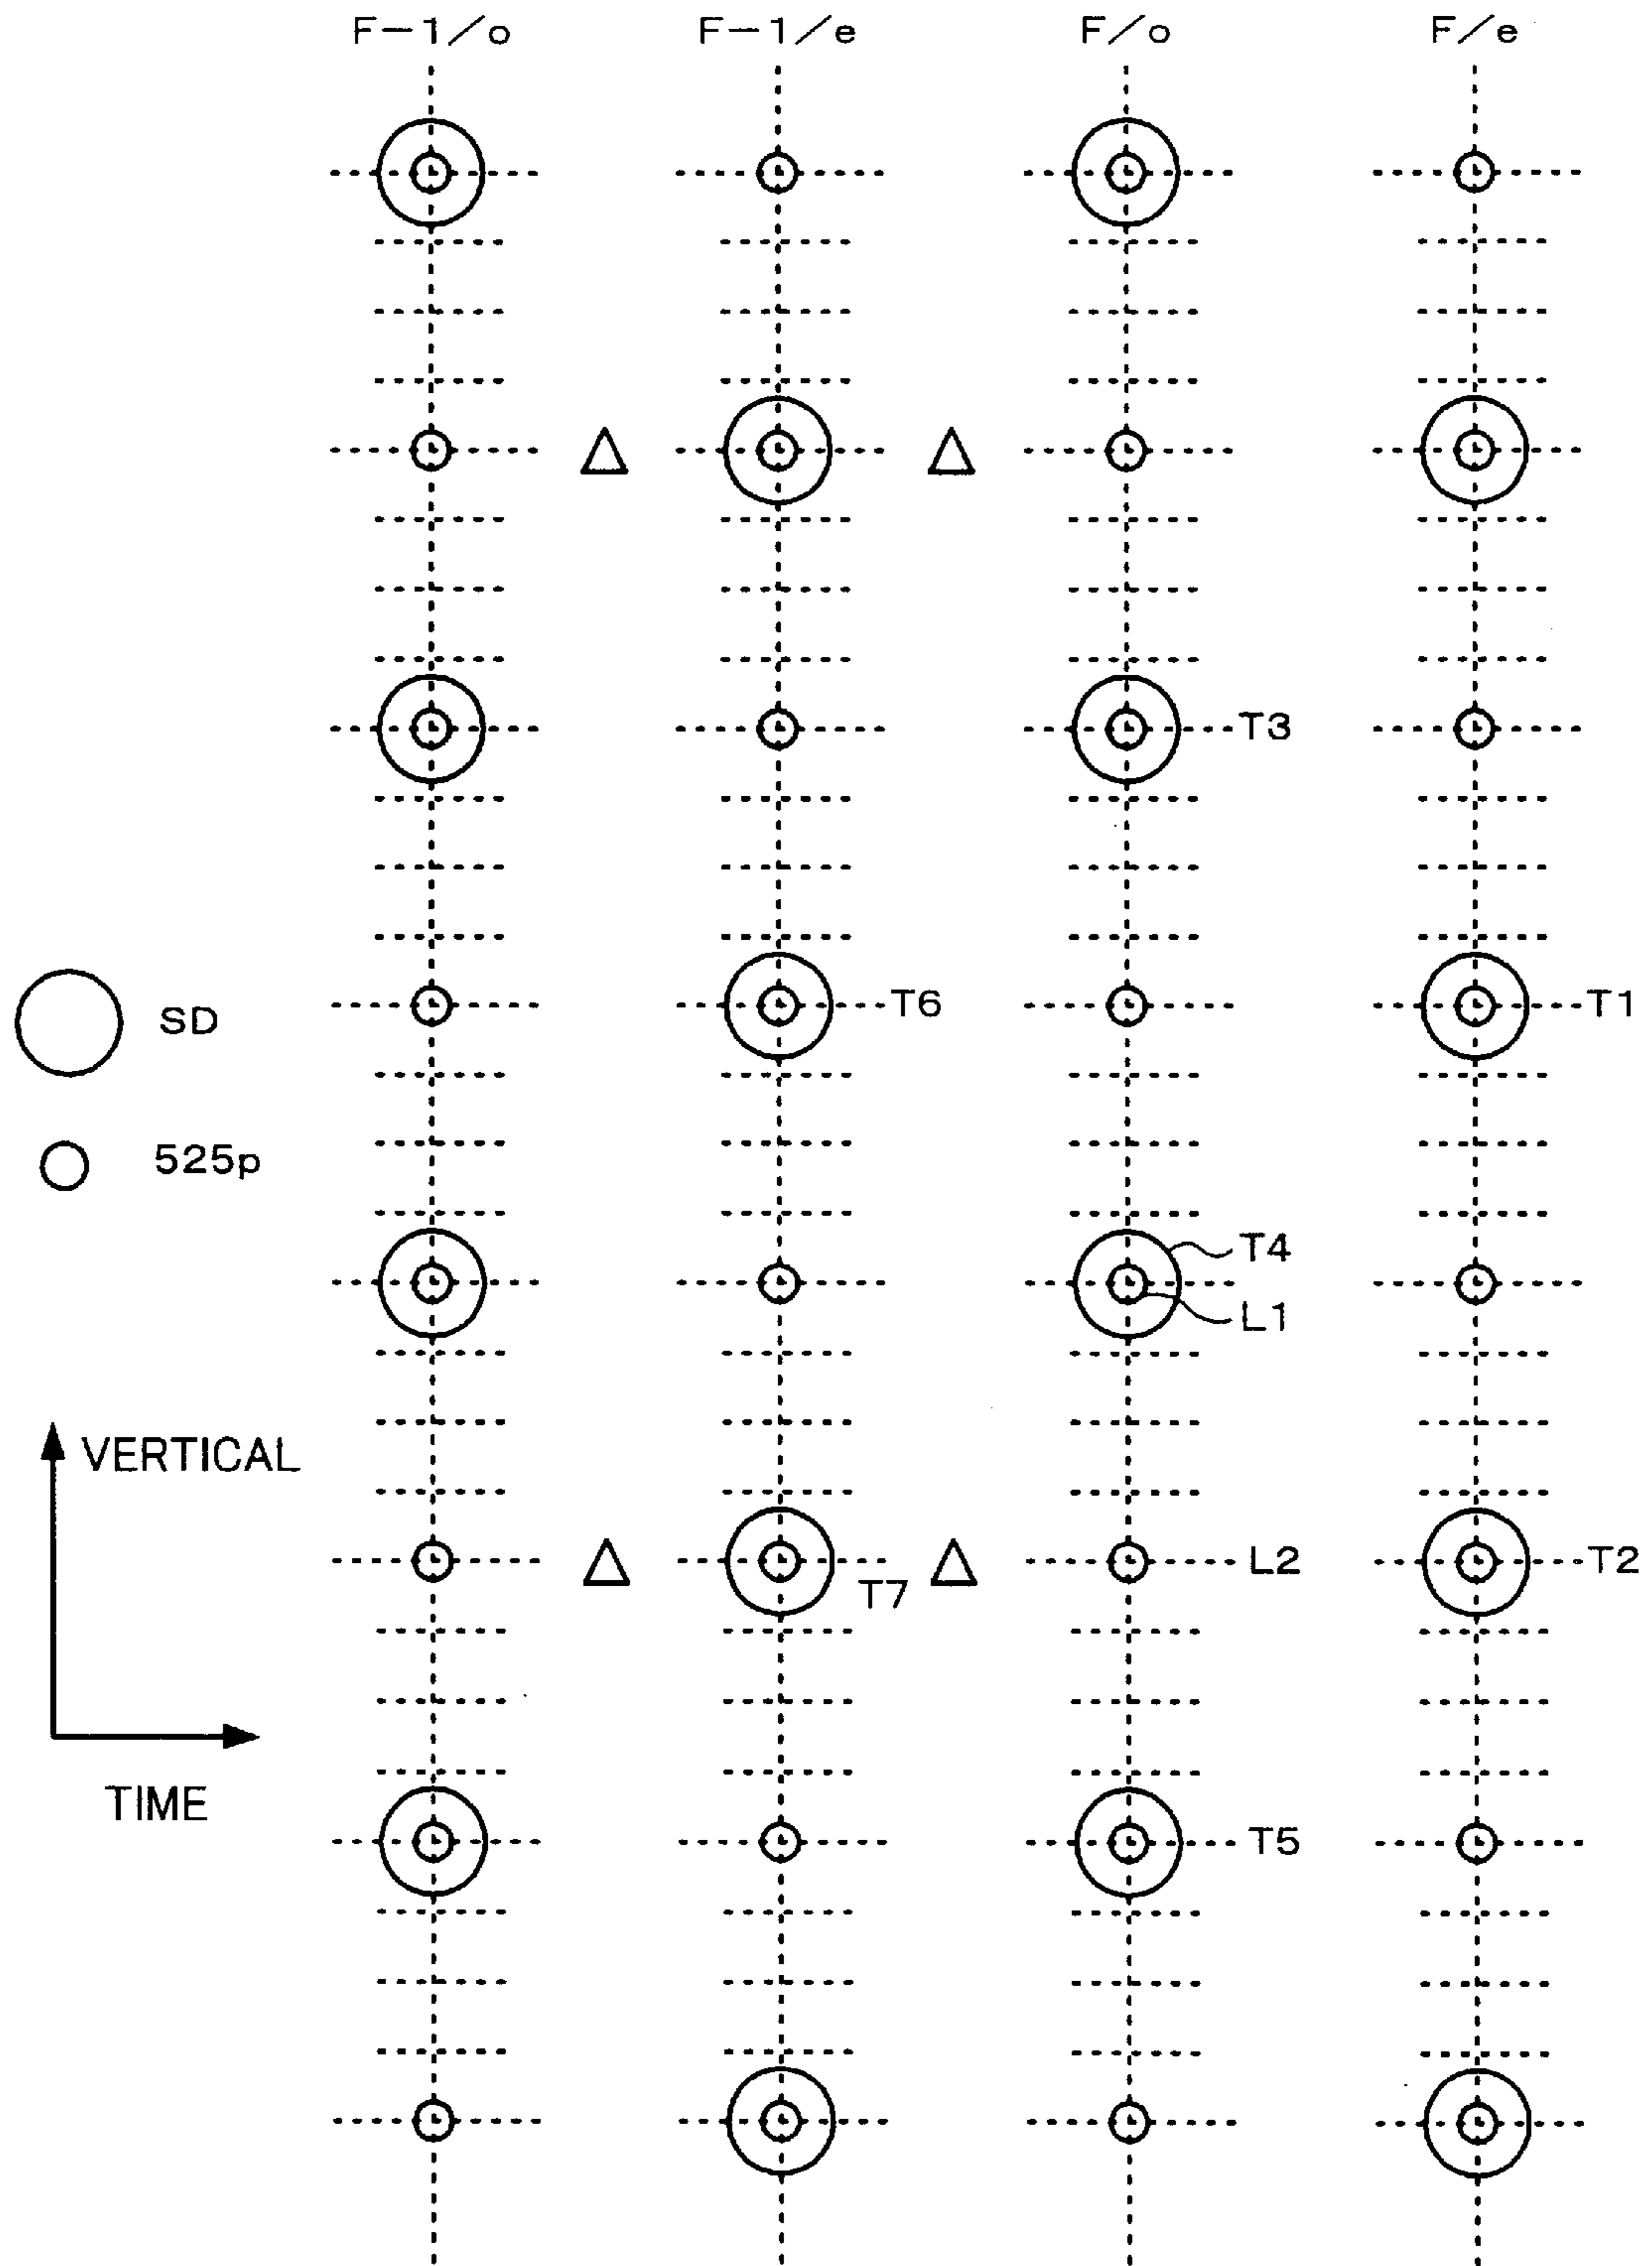 F-1/o F-1/e F/o F/e
T3
SD
T6
T1
525p
T4
L1
VERTICAL
L2
T2
T7
TIME
T5